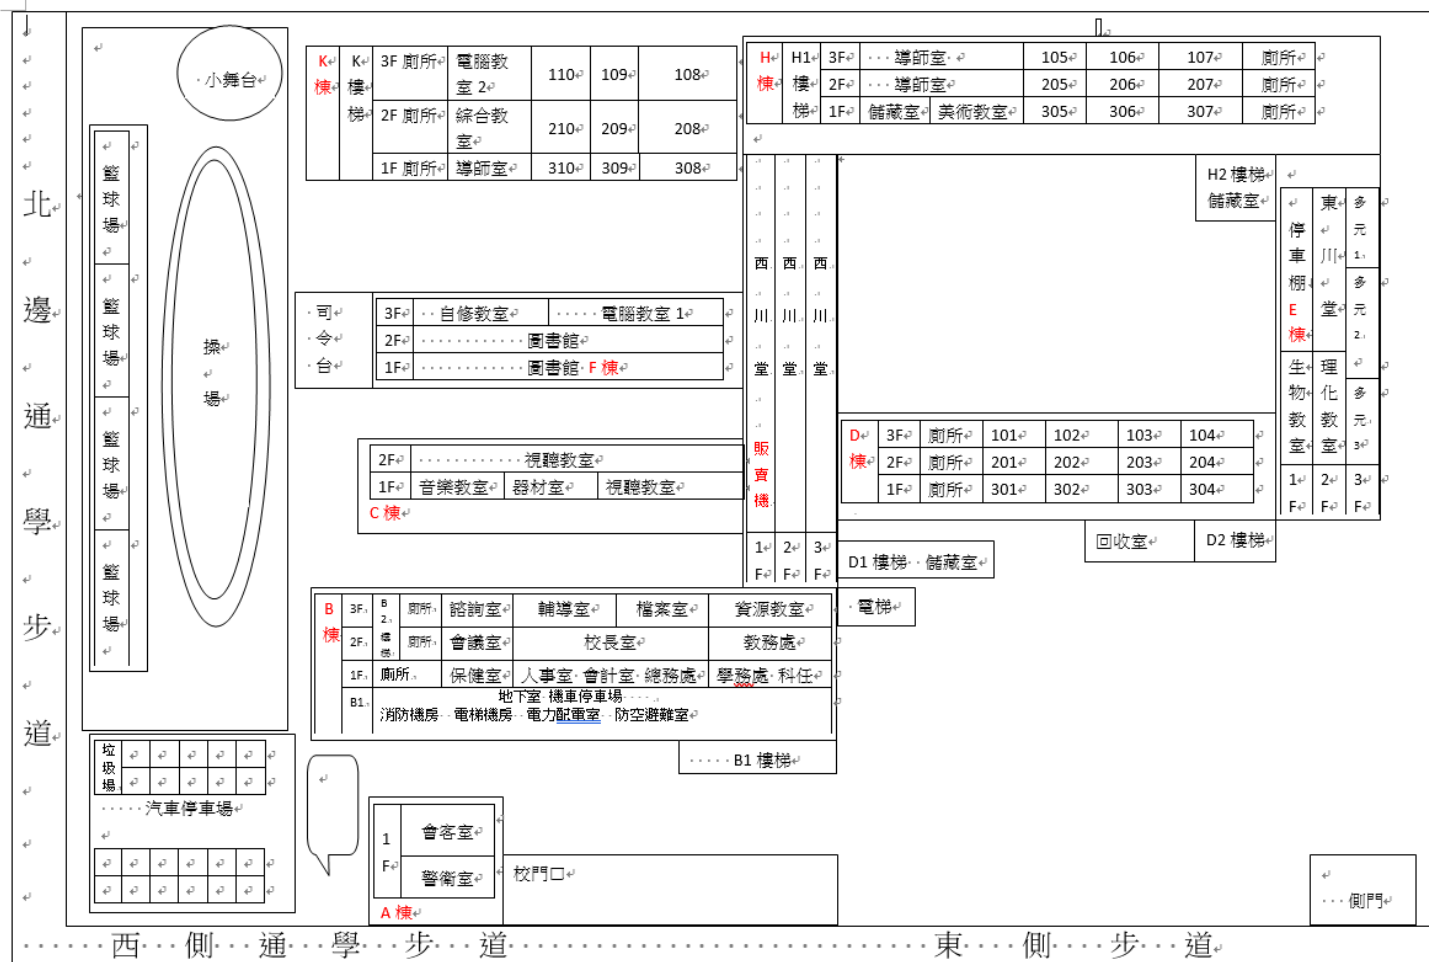 小舞台
K棟
K樓梯
3F 廁所 電腦教室 2 110 109 108
2F 廁所 綜合教室 210 209 208
1F 廁所 導師室 310 309 308
H棟
H1樓梯
3F 導師室 105 106 107 廁所
2F 導師室 205 206 207 廁所
1F 儲藏室 美術教室 305 306 307 廁所
H2 樓梯
儲藏室
籃球場
籃球場
籃球場
籃球場
操場
北邊通學步道
司令台
3F 自修教室 電腦教室 1
2F 圖書館
1F 圖書館 F 棟
2F 視聽教室
1F 音樂教室 器材室 視聽教室
C 棟
西川堂 西川堂 西川堂
販賣機
1F 2F 3F
停車棚 E棟 東川堂 多元1 多元2
生物教室 理化教室 多元3
1F 2F 3F
D棟
3F 廁所 101 102 103 104
2F 廁所 201 202 203 204
1F 廁所 301 302 303 304
回收室 D2 樓梯
D1 樓梯 儲藏室
電梯
B棟
B2樓梯
3F 廁所 諮詢室 輔導室 檔案室 資源教室
2F 廁所 會議室 校長室 教務處
1F 廁所 保健室 人事室 會計室 總務處 學務處 科任
B1 地下室 機車停車場
消防機房 電梯機房 電力配電室 防空避難室
B1 樓梯
垃圾場
汽車停車場
1F 會客室
警衛室
A 棟
校門口
側門
西側通學步道 東側步道